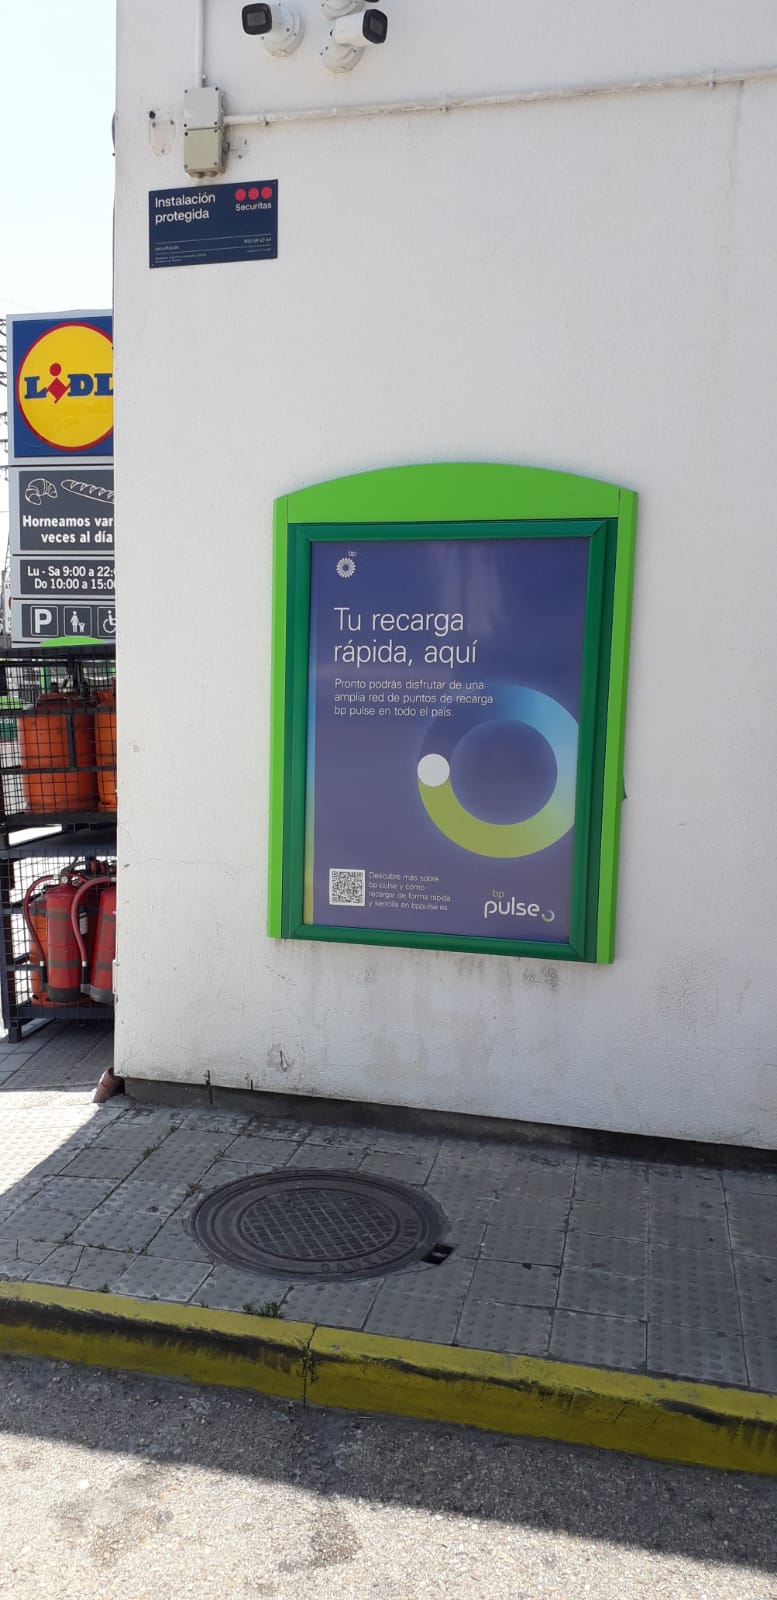 Instalación
protegida
Securitas
LIDL
Horneamos var
veces al día
Lu - Sa 9:00 a 22:
Do 10:00 a 15:0
P
bp
Tu recarga
rápida, aquí
Pronto podrás disfrutar de una
amplia red de puntos de recarga
bp pulse en todo el país.
Descubre más sobre
bp pulse y cómo
recargar de forma rápida
y sencilla en bppulse.es
bp
pulse